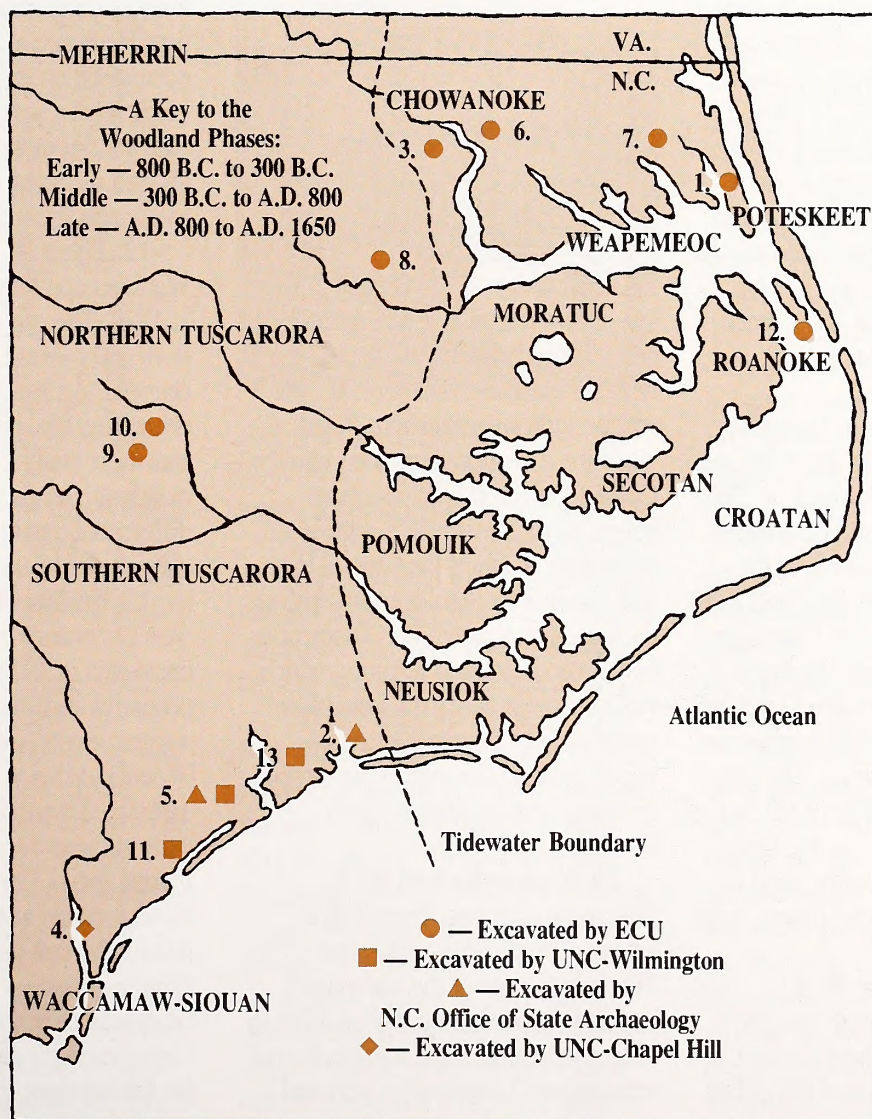 VA.
MEHERRIN
N.C.
A Key to the
Woodland Phases:
Early — 800 B.C. to 300 B.C.
Middle — 300 B.C. to A.D. 800
Late — A.D. 800 to A.D. 1650
CHOWANOKE
3.
6.
7.
1.
POTESKEET
WEAPEMEOC
8.
MORATUC
NORTHERN TUSCARORA
12.
ROANOKE
10.
9.
SECOTAN
CROATAN
POMOUIK
SOUTHERN TUSCARORA
NEUSIOK
Atlantic Ocean
2.
13
5.
11.
Tidewater Boundary
4.
WACCAMAW-SIOUAN
— Excavated by ECU
— Excavated by UNC-Wilmington
— Excavated by
N.C. Office of State Archaeology
— Excavated by UNC-Chapel Hill